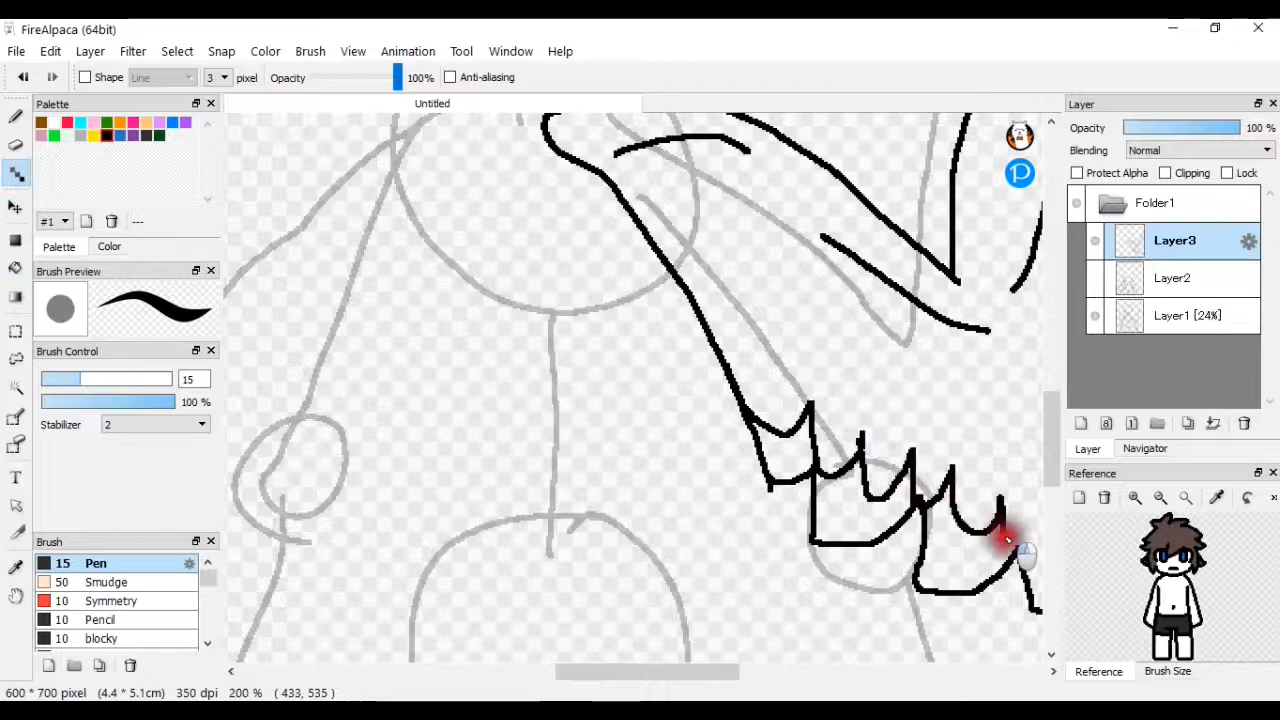 FireAlpaca (64bit)
File Edit Layer Filter Select Snap Color Brush View Animation Tool Window Help
Shape Line 3 pixel Opacity 100% Anti-aliasing
Palette
Untitled
Layer
Opacity 100 %
Blending Normal
Protect Alpha Clipping Lock
Folder1
#1 ---
Layer3
Palette Color
Brush Preview
Layer2
Layer1 [24%]
Brush Control
15
100 %
Stabilizer 2
Layer Navigator
Reference
T
Brush
15 Pen
50 Smudge
10 Symmetry
10 Pencil
10 blocky
Reference Brush Size
600 * 700 pixel (4.4 * 5.1cm) 350 dpi 200 % ( 433, 535 )